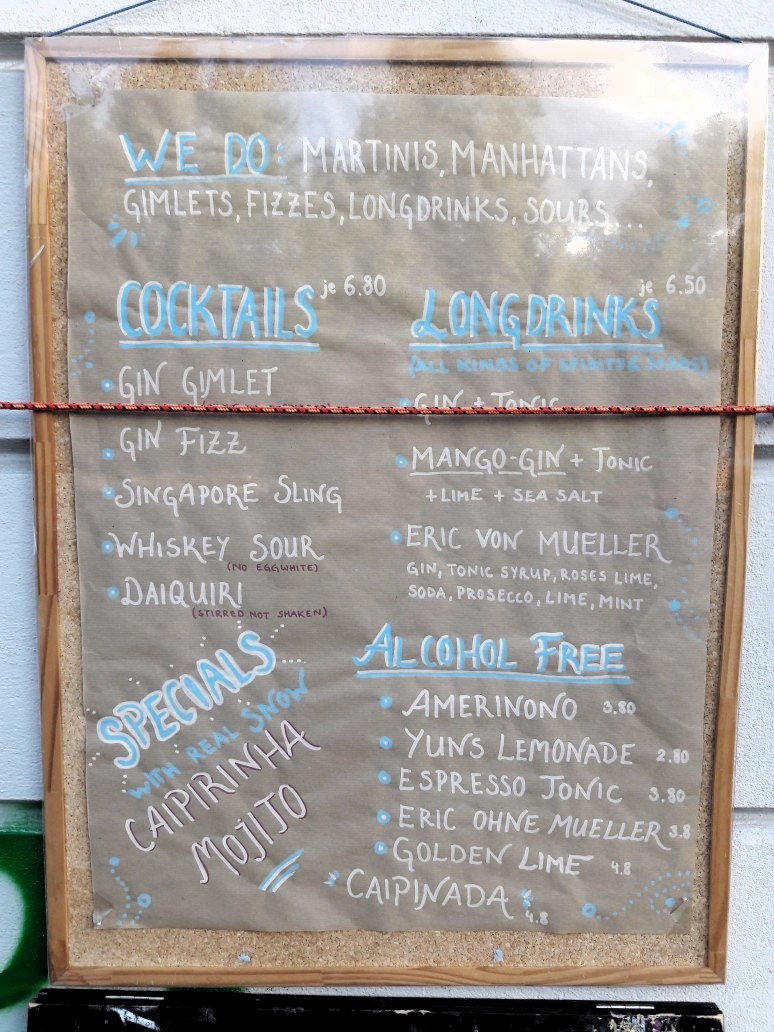 WE DO: MARTINIS, MANHATTANS,
GIMLETS, FIZZES, LONGDRINKS, SOURS...
COCKTAILS je 6.80
GIN GIMLET
GIN FIZZ
SINGAPORE SLING
WHISKEY SOUR
(NO EGGWHITE)
DAIQUIRI
(STIRRED NOT SHAKEN)
SPECIALS
WITH REAL SNOW
CAIPIRINHA
MOJITO
LONGDRINKS je 6.50
(ALL KINDS OF
GIN + TONIC
MANGO-GIN + TONIC
+ LIME + SEA SALT
ERIC VON MUELLER
GIN, TONIC SYRUP, ROSES LIME,
SODA, PROSECCO, LIME, MINT
ALCOHOL FREE
AMERINONO 3.80
YUNS LEMONADE 2.80
ESPRESSO TONIC 3.80
ERIC OHNE MUELLER 3.8
GOLDEN LIME 4.8
CAIPINADA 4.8